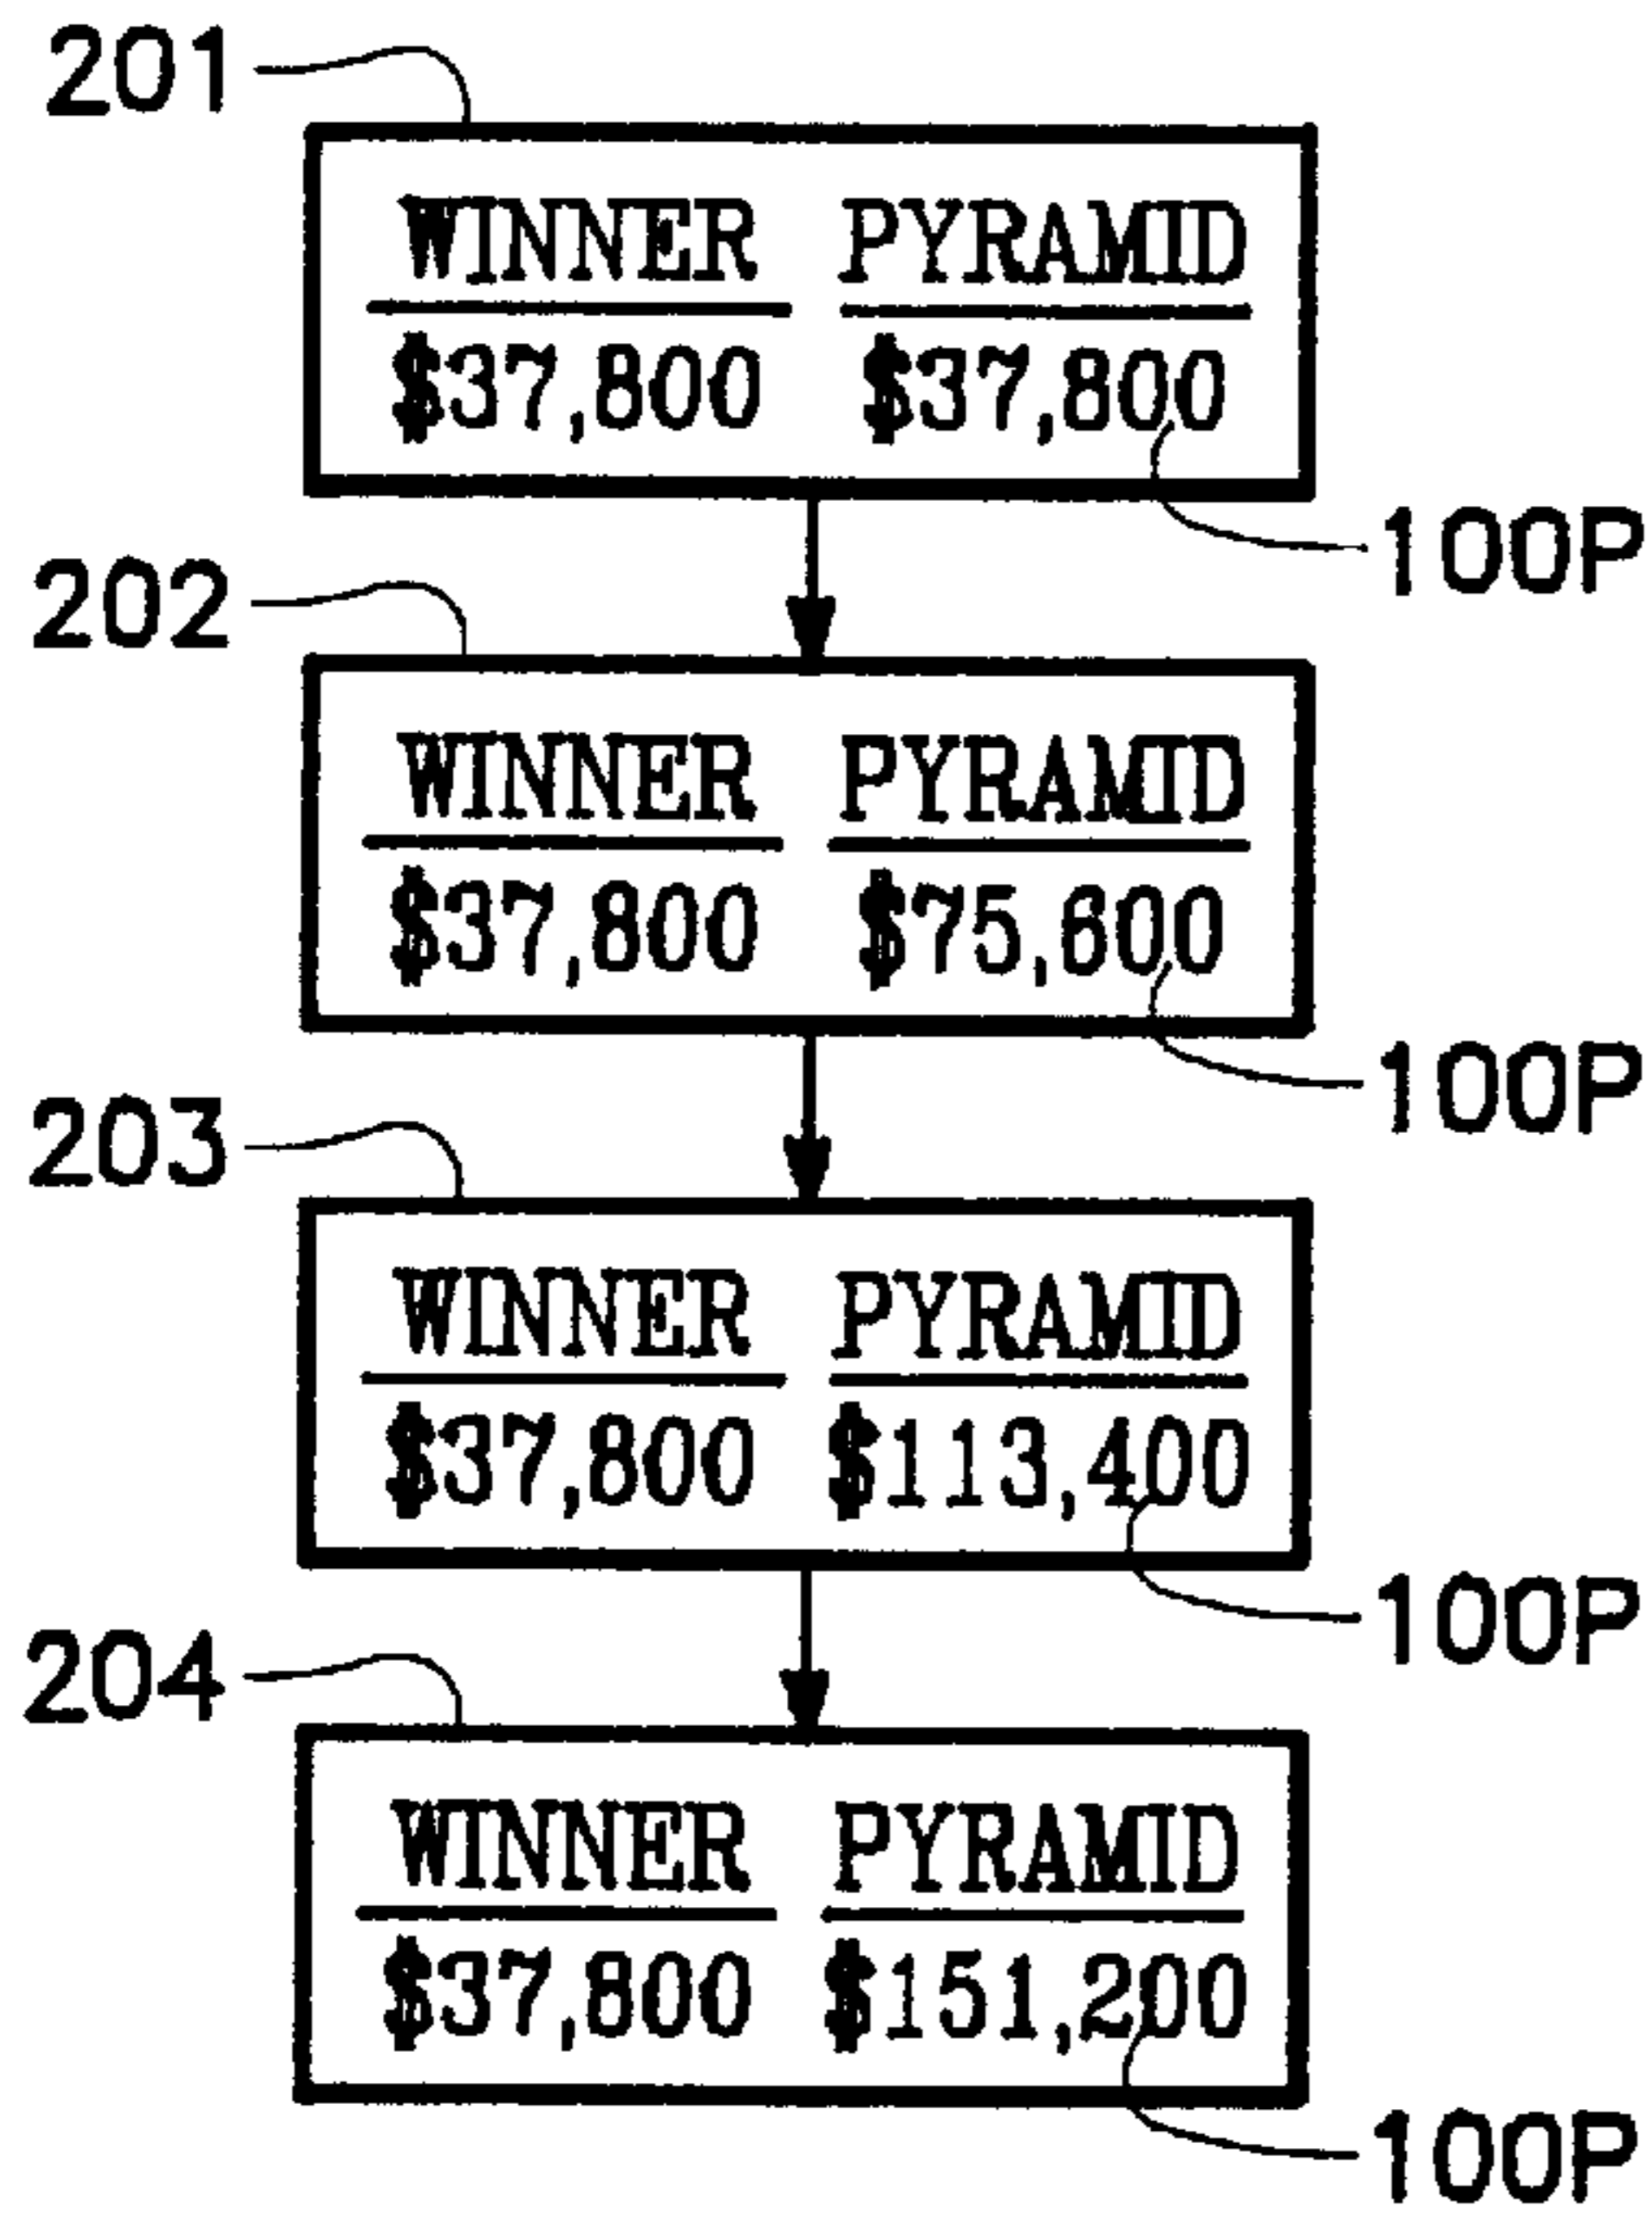 201
WINNER PYRAMID
$37,800 $37,800
100P
202
WINNER PYRAMID
$37,800 $75,600
100P
203
WINNER PYRAMID
$37,800 $113,400
100P
204
WINNER PYRAMID
$37,800 $151,200
100P